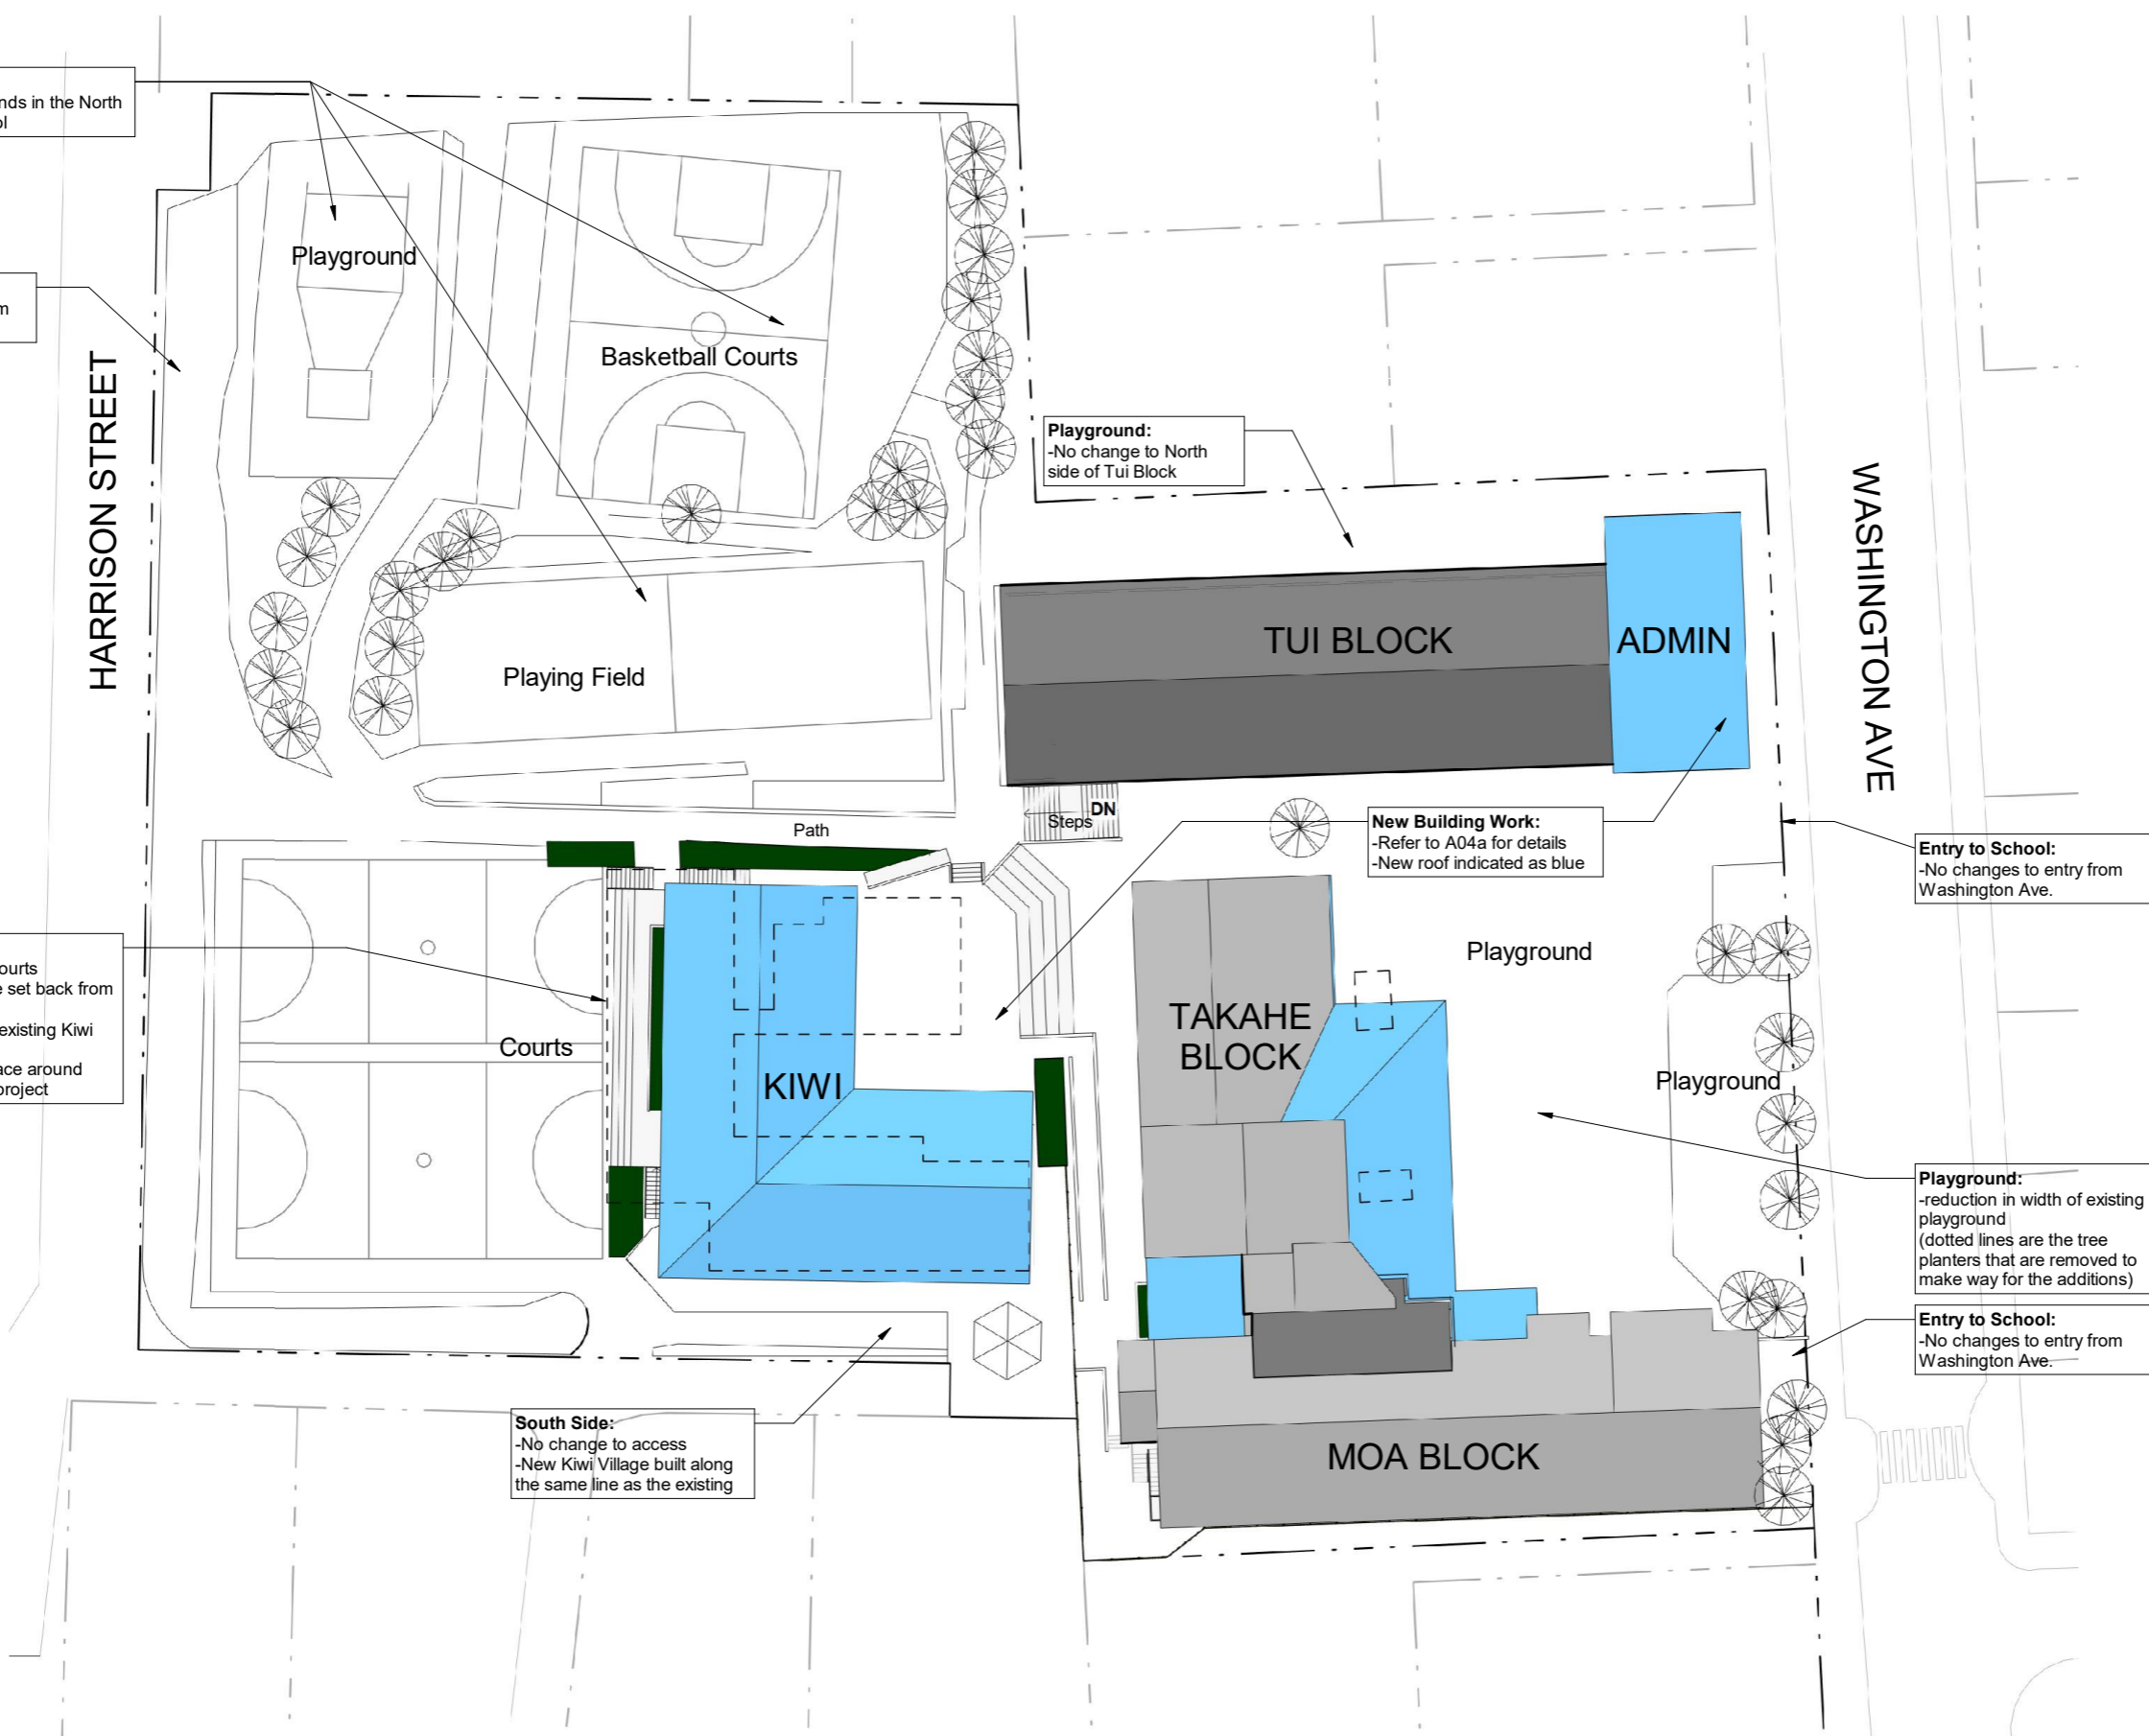 nds in the North
ol
m
HARRISON STREET
Playground
Basketball Courts
Playing Field
Playground:
-No change to North
side of Tui Block
TUI BLOCK
ADMIN
WASHINGTON AVE
Path
Steps
DN
New Building Work:
-Refer to A04a for details
-New roof indicated as blue
Entry to School:
-No changes to entry from
Washington Ave.
ourts
e set back from
existing Kiwi
ace around
project
Courts
KIWI
TAKAHE
BLOCK
Playground
Playground
Playground:
-reduction in width of existing
playground
(dotted lines are the tree
planters that are removed to
make way for the additions)
Entry to School:
-No changes to entry from
Washington Ave.
South Side:
-No change to access
-New Kiwi Village built along
the same line as the existing
MOA BLOCK